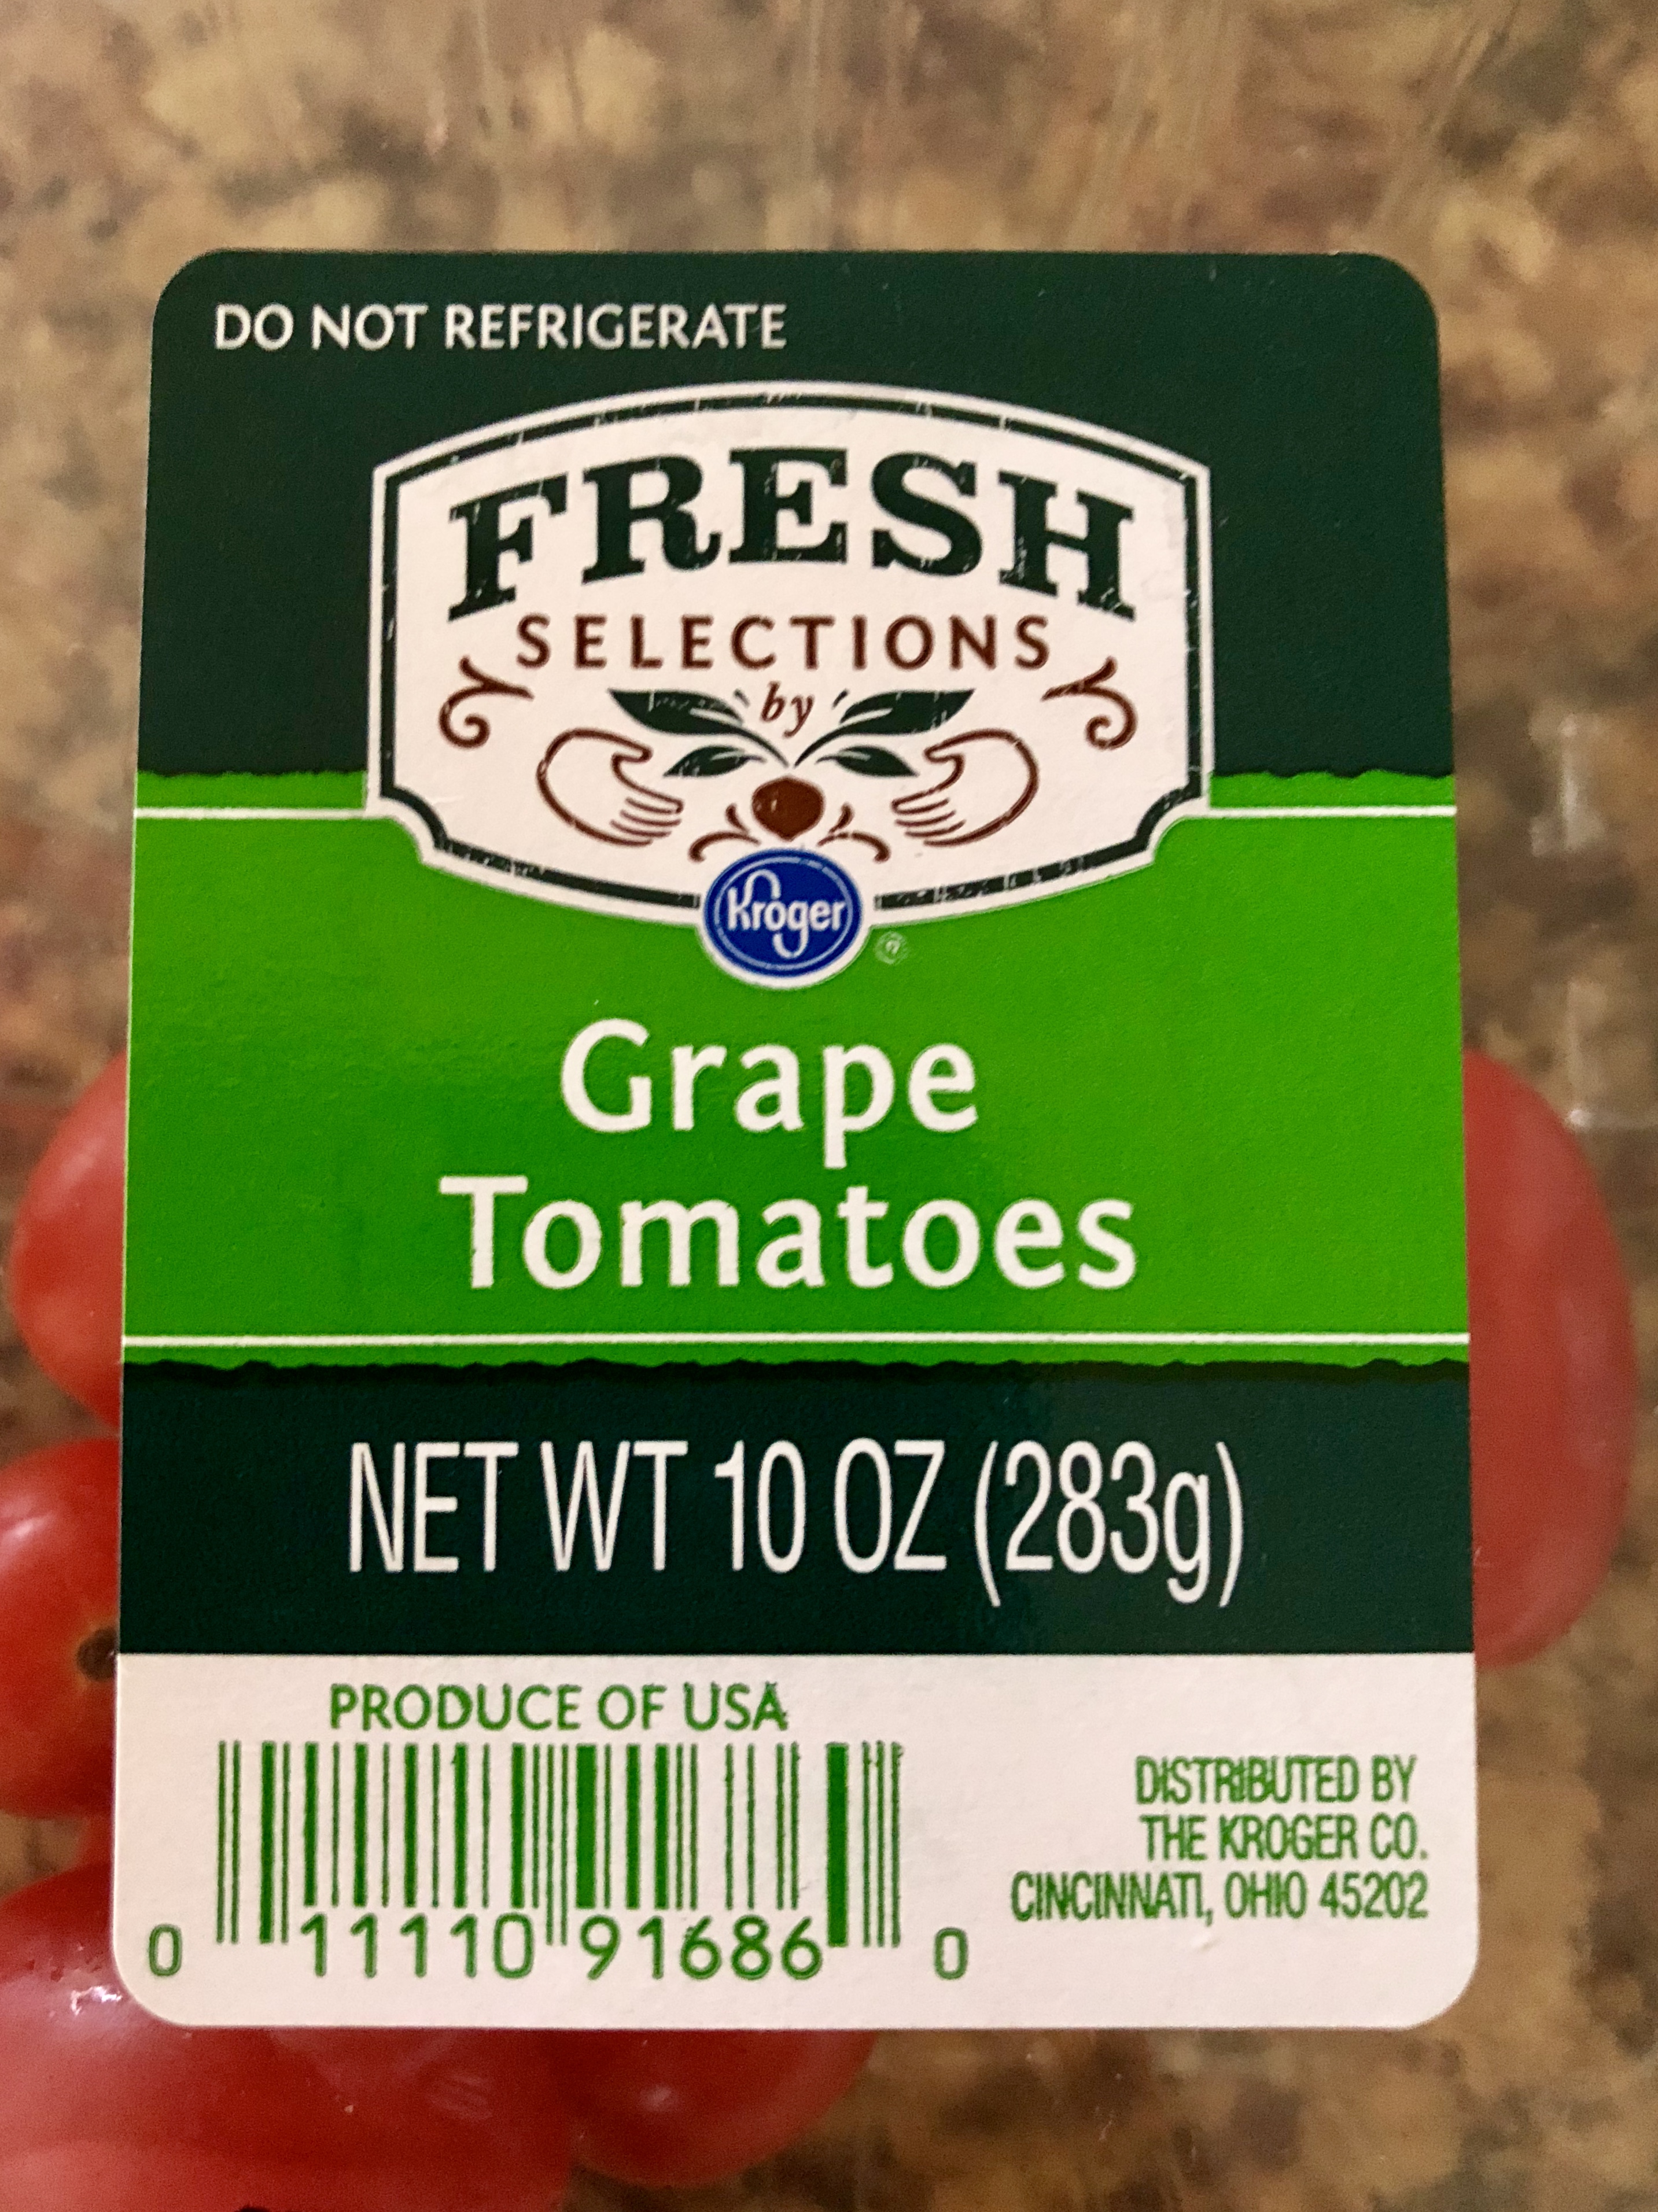 DO NOT REFRIGERATE
FRESH
SELECTIONS
by
Kroger
®
Grape
Tomatoes
NET WT 10 OZ (283g)
PRODUCE OF USA
0 11110 91686 0
DISTRIBUTED BY
THE KROGER CO.
CINCINNATI, OHIO 45202